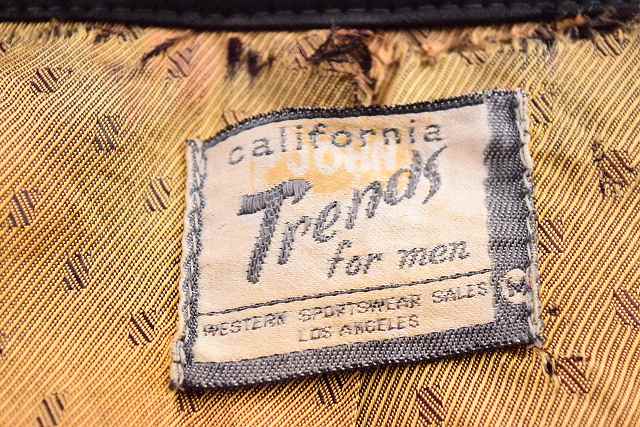 california
Trends
for men
WESTERN SPORTSWEAR SALES
LOS ANGELES
M